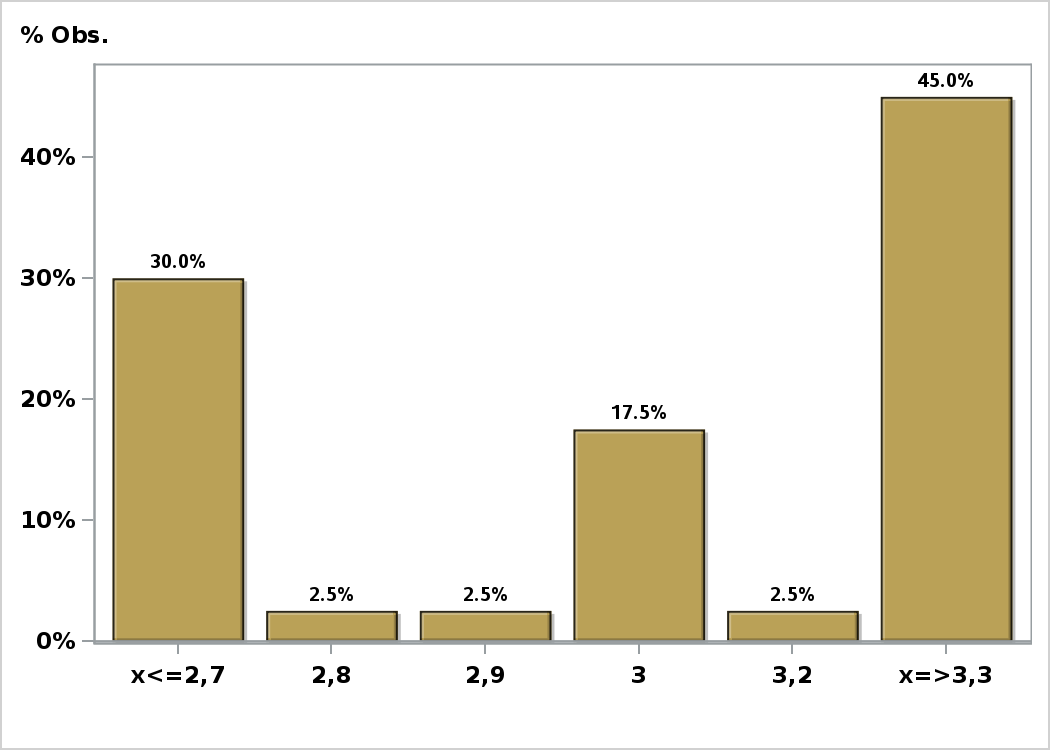 % Obs.
45.0%
40%
30.0%
30%
20%
17.5%
10%
2.5% 2.5% 2.5%
0%
x<=2,7 2,8 2,9 3 3,2 x=>3,3